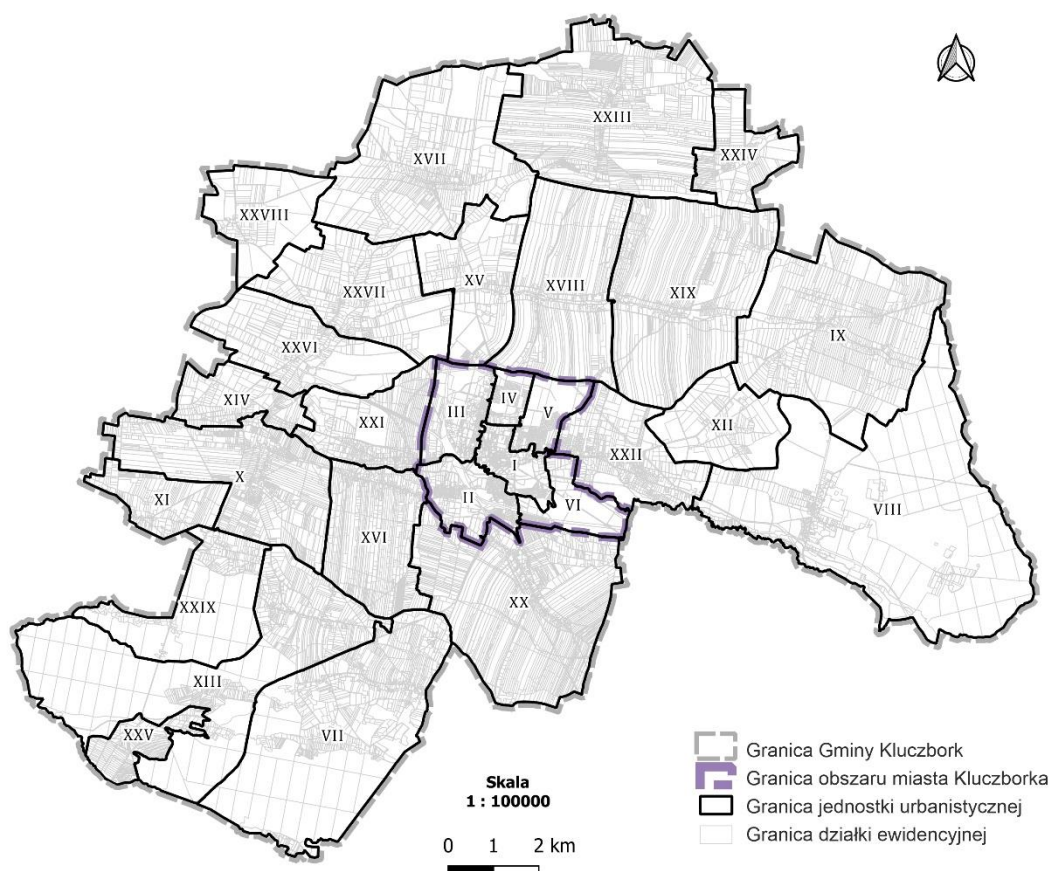 XXIII
XXIV
XVII
XXVIII
XV
XVIII
XIX
XXVII
IX
XXVI
XIV
XXI
III
IV
V
XII
XXII
I
X
XI
II
VI
VIII
XVI
XX
XXIX
XIII
VII
XXV
Skala
1 : 100000
0 1 2 km
Granica Gminy Kluczbork
Granica obszaru miasta Kluczborka
Granica jednostki urbanistycznej
Granica działki ewidencyjnej